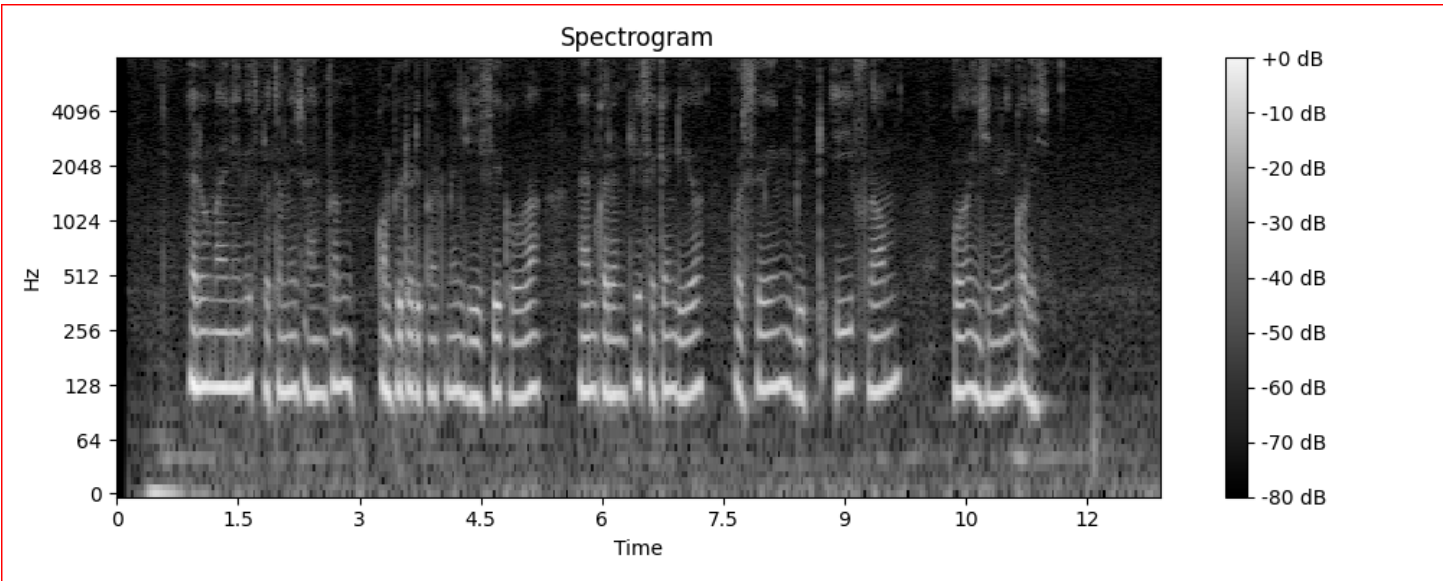 Spectrogram
+0 dB
4096
-10 dB
2048
-20 dB
1024
-30 dB
Hz
512
-40 dB
256
-50 dB
128
-60 dB
64
-70 dB
0
-80 dB
0 1.5 3 4.5 6 7.5 9 10 12
Time